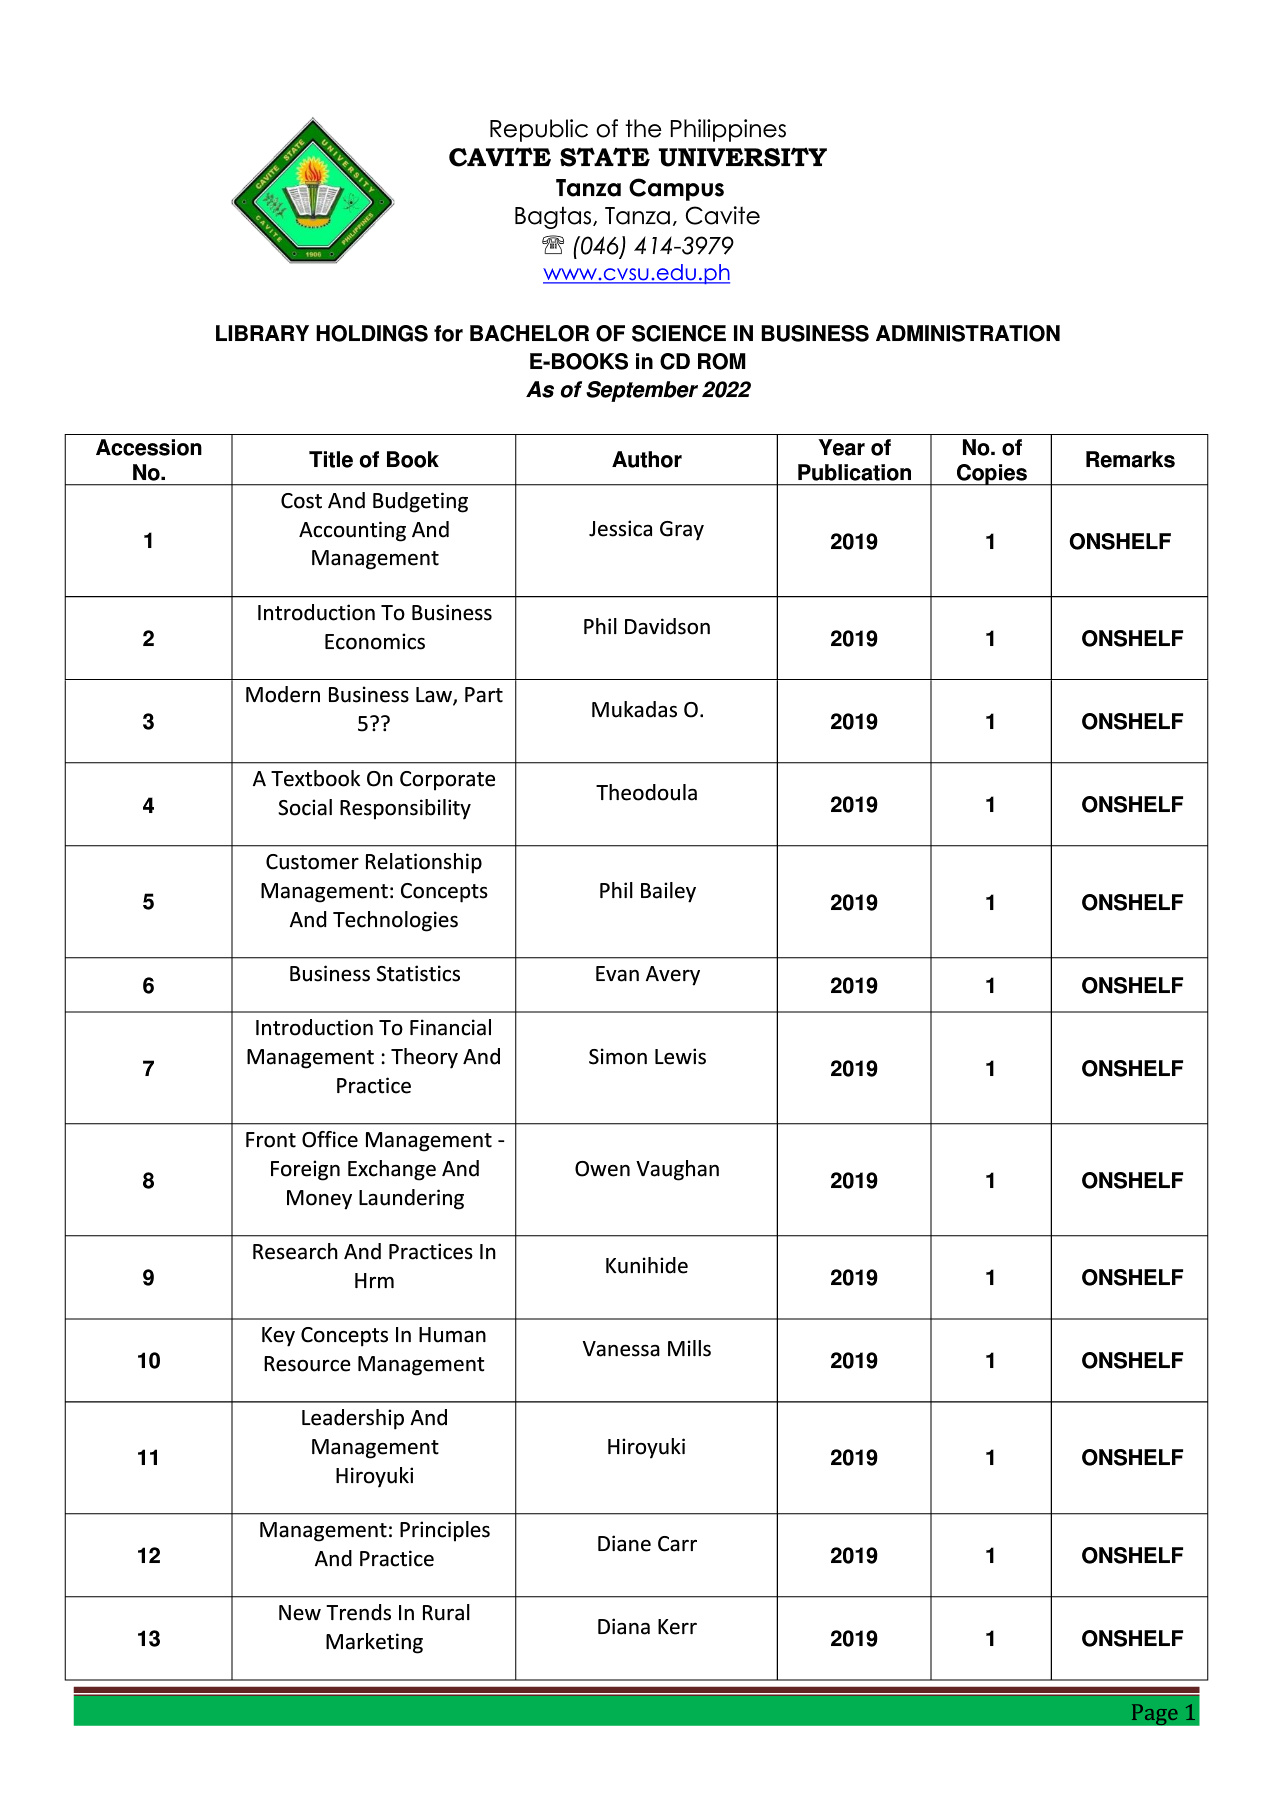 CAVITE STATE UNIVERSITY
CAVITE PHILIPPINES
1906
Republic of the Philippines
CAVITE STATE UNIVERSITY
Tanza Campus
Bagtas, Tanza, Cavite
☏ (046) 414-3979
www.cvsu.edu.ph
LIBRARY HOLDINGS for BACHELOR OF SCIENCE IN BUSINESS ADMINISTRATION
E-BOOKS in CD ROM
As of September 2022
Accession
No.
Title of Book
Author
Year of
Publication
No. of
Copies
Remarks
1
Cost And Budgeting
Accounting And
Management
Jessica Gray
2019
1
ONSHELF
2
Introduction To Business
Economics
Phil Davidson
2019
1
ONSHELF
3
Modern Business Law, Part
5??
Mukadas O.
2019
1
ONSHELF
4
A Textbook On Corporate
Social Responsibility
Theodoula
2019
1
ONSHELF
5
Customer Relationship
Management: Concepts
And Technologies
Phil Bailey
2019
1
ONSHELF
6
Business Statistics
Evan Avery
2019
1
ONSHELF
7
Introduction To Financial
Management : Theory And
Practice
Simon Lewis
2019
1
ONSHELF
8
Front Office Management -
Foreign Exchange And
Money Laundering
Owen Vaughan
2019
1
ONSHELF
9
Research And Practices In
Hrm
Kunihide
2019
1
ONSHELF
10
Key Concepts In Human
Resource Management
Vanessa Mills
2019
1
ONSHELF
11
Leadership And
Management
Hiroyuki
Hiroyuki
2019
1
ONSHELF
12
Management: Principles
And Practice
Diane Carr
2019
1
ONSHELF
13
New Trends In Rural
Marketing
Diana Kerr
2019
1
ONSHELF
Page 1